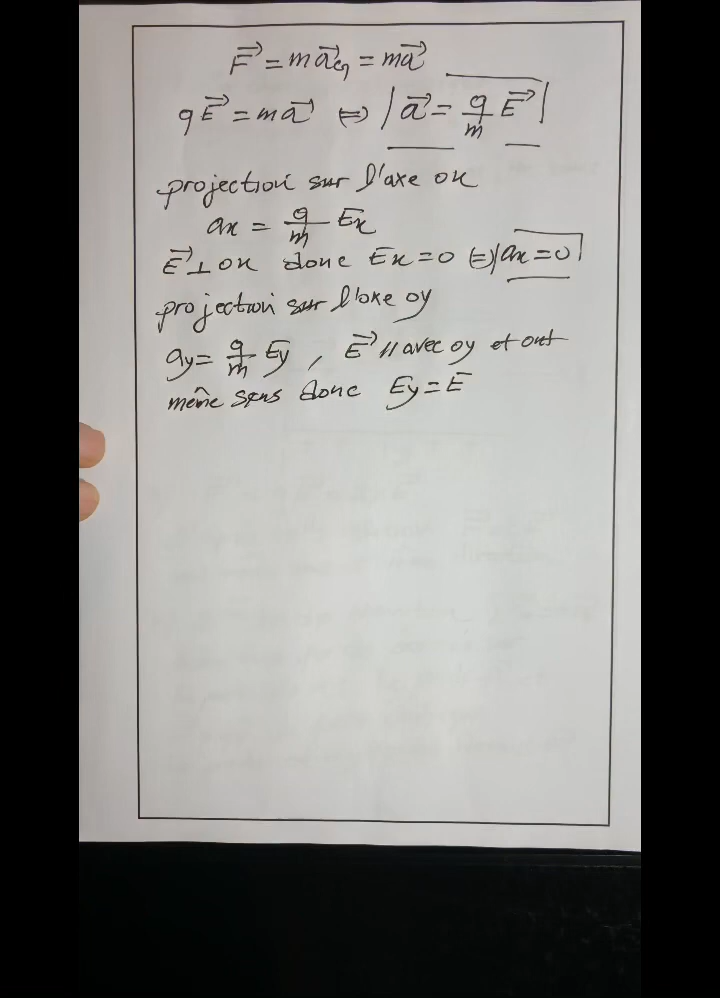 F⃗ = m a⃗G = m a⃗
q E⃗ = m a⃗ ⇔ | a⃗ = q/m E⃗ |
projection sur l'axe ox
ax = q/m Ex
E⃗ ⊥ ox donc Ex = 0 ⇔ |ax = 0|
projection sur l'axe oy
ay = q/m Ey , E⃗ // avec oy et ont
même sens donc Ey = E